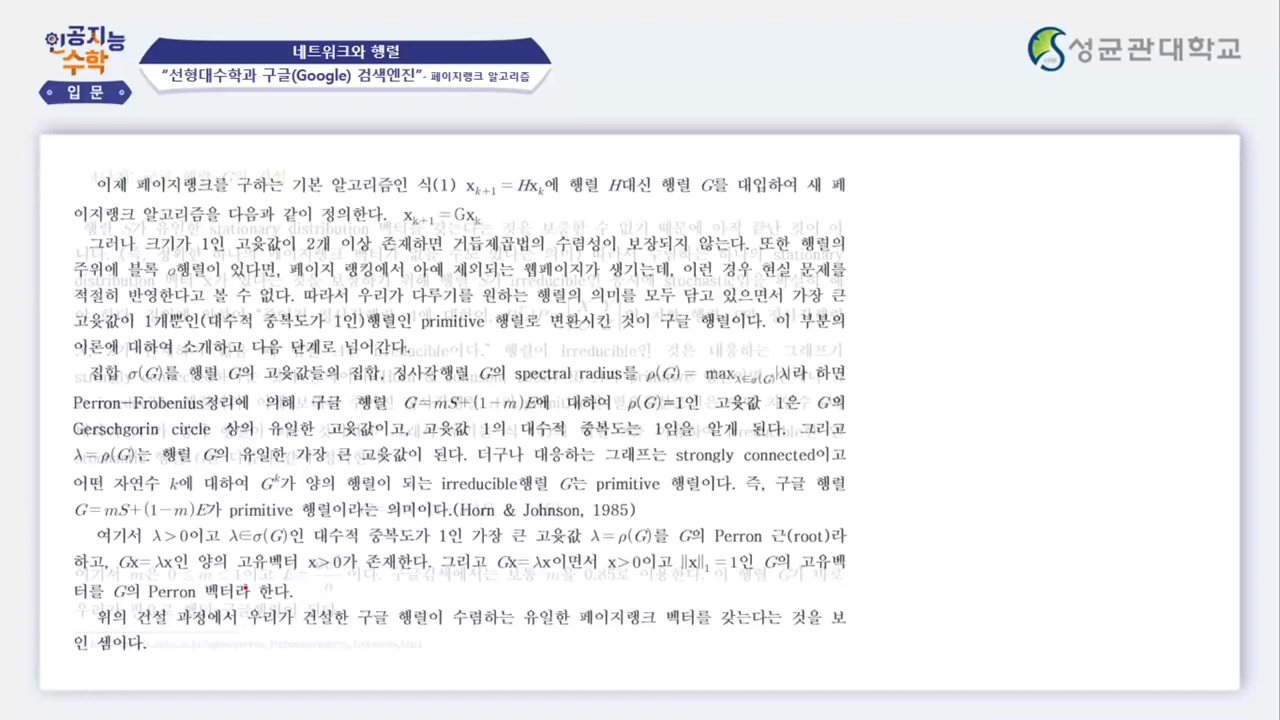 인공지능
수학
입 문
네트워크와 행렬
“선형대수학과 구글(Google) 검색엔진”- 페이지랭크 알고리즘
성균관대학교
이제 페이지랭크를 구하는 기본 알고리즘인 식(1) x_{k+1} = Hx_k에 행렬 H대신 행렬 G를 대입하여 새 페
이지랭크 알고리즘을 다음과 같이 정의한다. x_{k+1} = Gx_k
그러나 크기가 1인 고윳값이 2개 이상 존재하면 거듭제곱법의 수렴성이 보장되지 않는다. 또한 행렬의
주위에 블록 0행렬이 있다면, 페이지 랭킹에서 아예 제외되는 웹페이지가 생기는데, 이런 경우 현실 문제를
적절히 반영한다고 볼 수 없다. 따라서 우리가 다루기를 원하는 행렬의 의미를 모두 담고 있으면서 가장 큰
고윳값이 1개뿐인(대수적 중복도가 1인)행렬인 primitive 행렬로 변환시킨 것이 구글 행렬이다. 이 부분의
이론에 대하여 소개하고 다음 단계로 넘어간다.
집합 σ(G)를 행렬 G의 고윳값들의 집합, 정사각행렬 G의 spectral radius를 ρ(G) = max_{λ∈σ(G)}|λ|라 하면
Perron-Frobenius정리에 의해 구글 행렬 G=mS+(1-m)E에 대하여 ρ(G)=1인 고윳값 1은 G의
Gerschgorin circle 상의 유일한 고윳값이고, 고윳값 1의 대수적 중복도는 1임을 알게 된다. 그리고
λ=ρ(G)는 행렬 G의 유일한 가장 큰 고윳값이 된다. 더구나 대응하는 그래프는 strongly connected이고
어떤 자연수 k에 대하여 G^k가 양의 행렬이 되는 irreducible행렬 G는 primitive 행렬이다. 즉, 구글 행렬
G=mS+(1-m)E가 primitive 행렬이라는 의미이다.(Horn & Johnson, 1985)
여기서 λ>0이고 λ∈σ(G)인 대수적 중복도가 1인 가장 큰 고윳값 λ=ρ(G)를 G의 Perron 근(root)라
하고, Gx=λx인 양의 고유벡터 x>0가 존재한다. 그리고 Gx=λx이면서 x>0이고 ‖x‖_1 =1인 G의 고유벡
터를 G의 Perron 벡터라 한다.
위의 건설 과정에서 우리가 건설한 구글 행렬이 수렴하는 유일한 페이지랭크 벡터를 갖는다는 것을 보
인 셈이다.